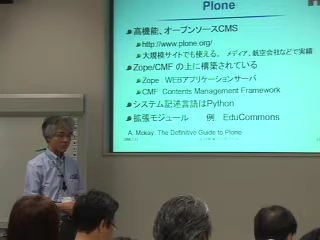 Plone
高機能、オープンソースCMS
http://www.plone.org/
大規模サイトでも使える。 メディア、航空会社などで実績
Zope/CMF の上に構築されている
Zope : WEBアプリケーションサーバ
CMF: Contents Management Framework
システム記述言語はPython
拡張モジュール 例 EduCommons
A. Mckay: The Definitive Guide to Plone